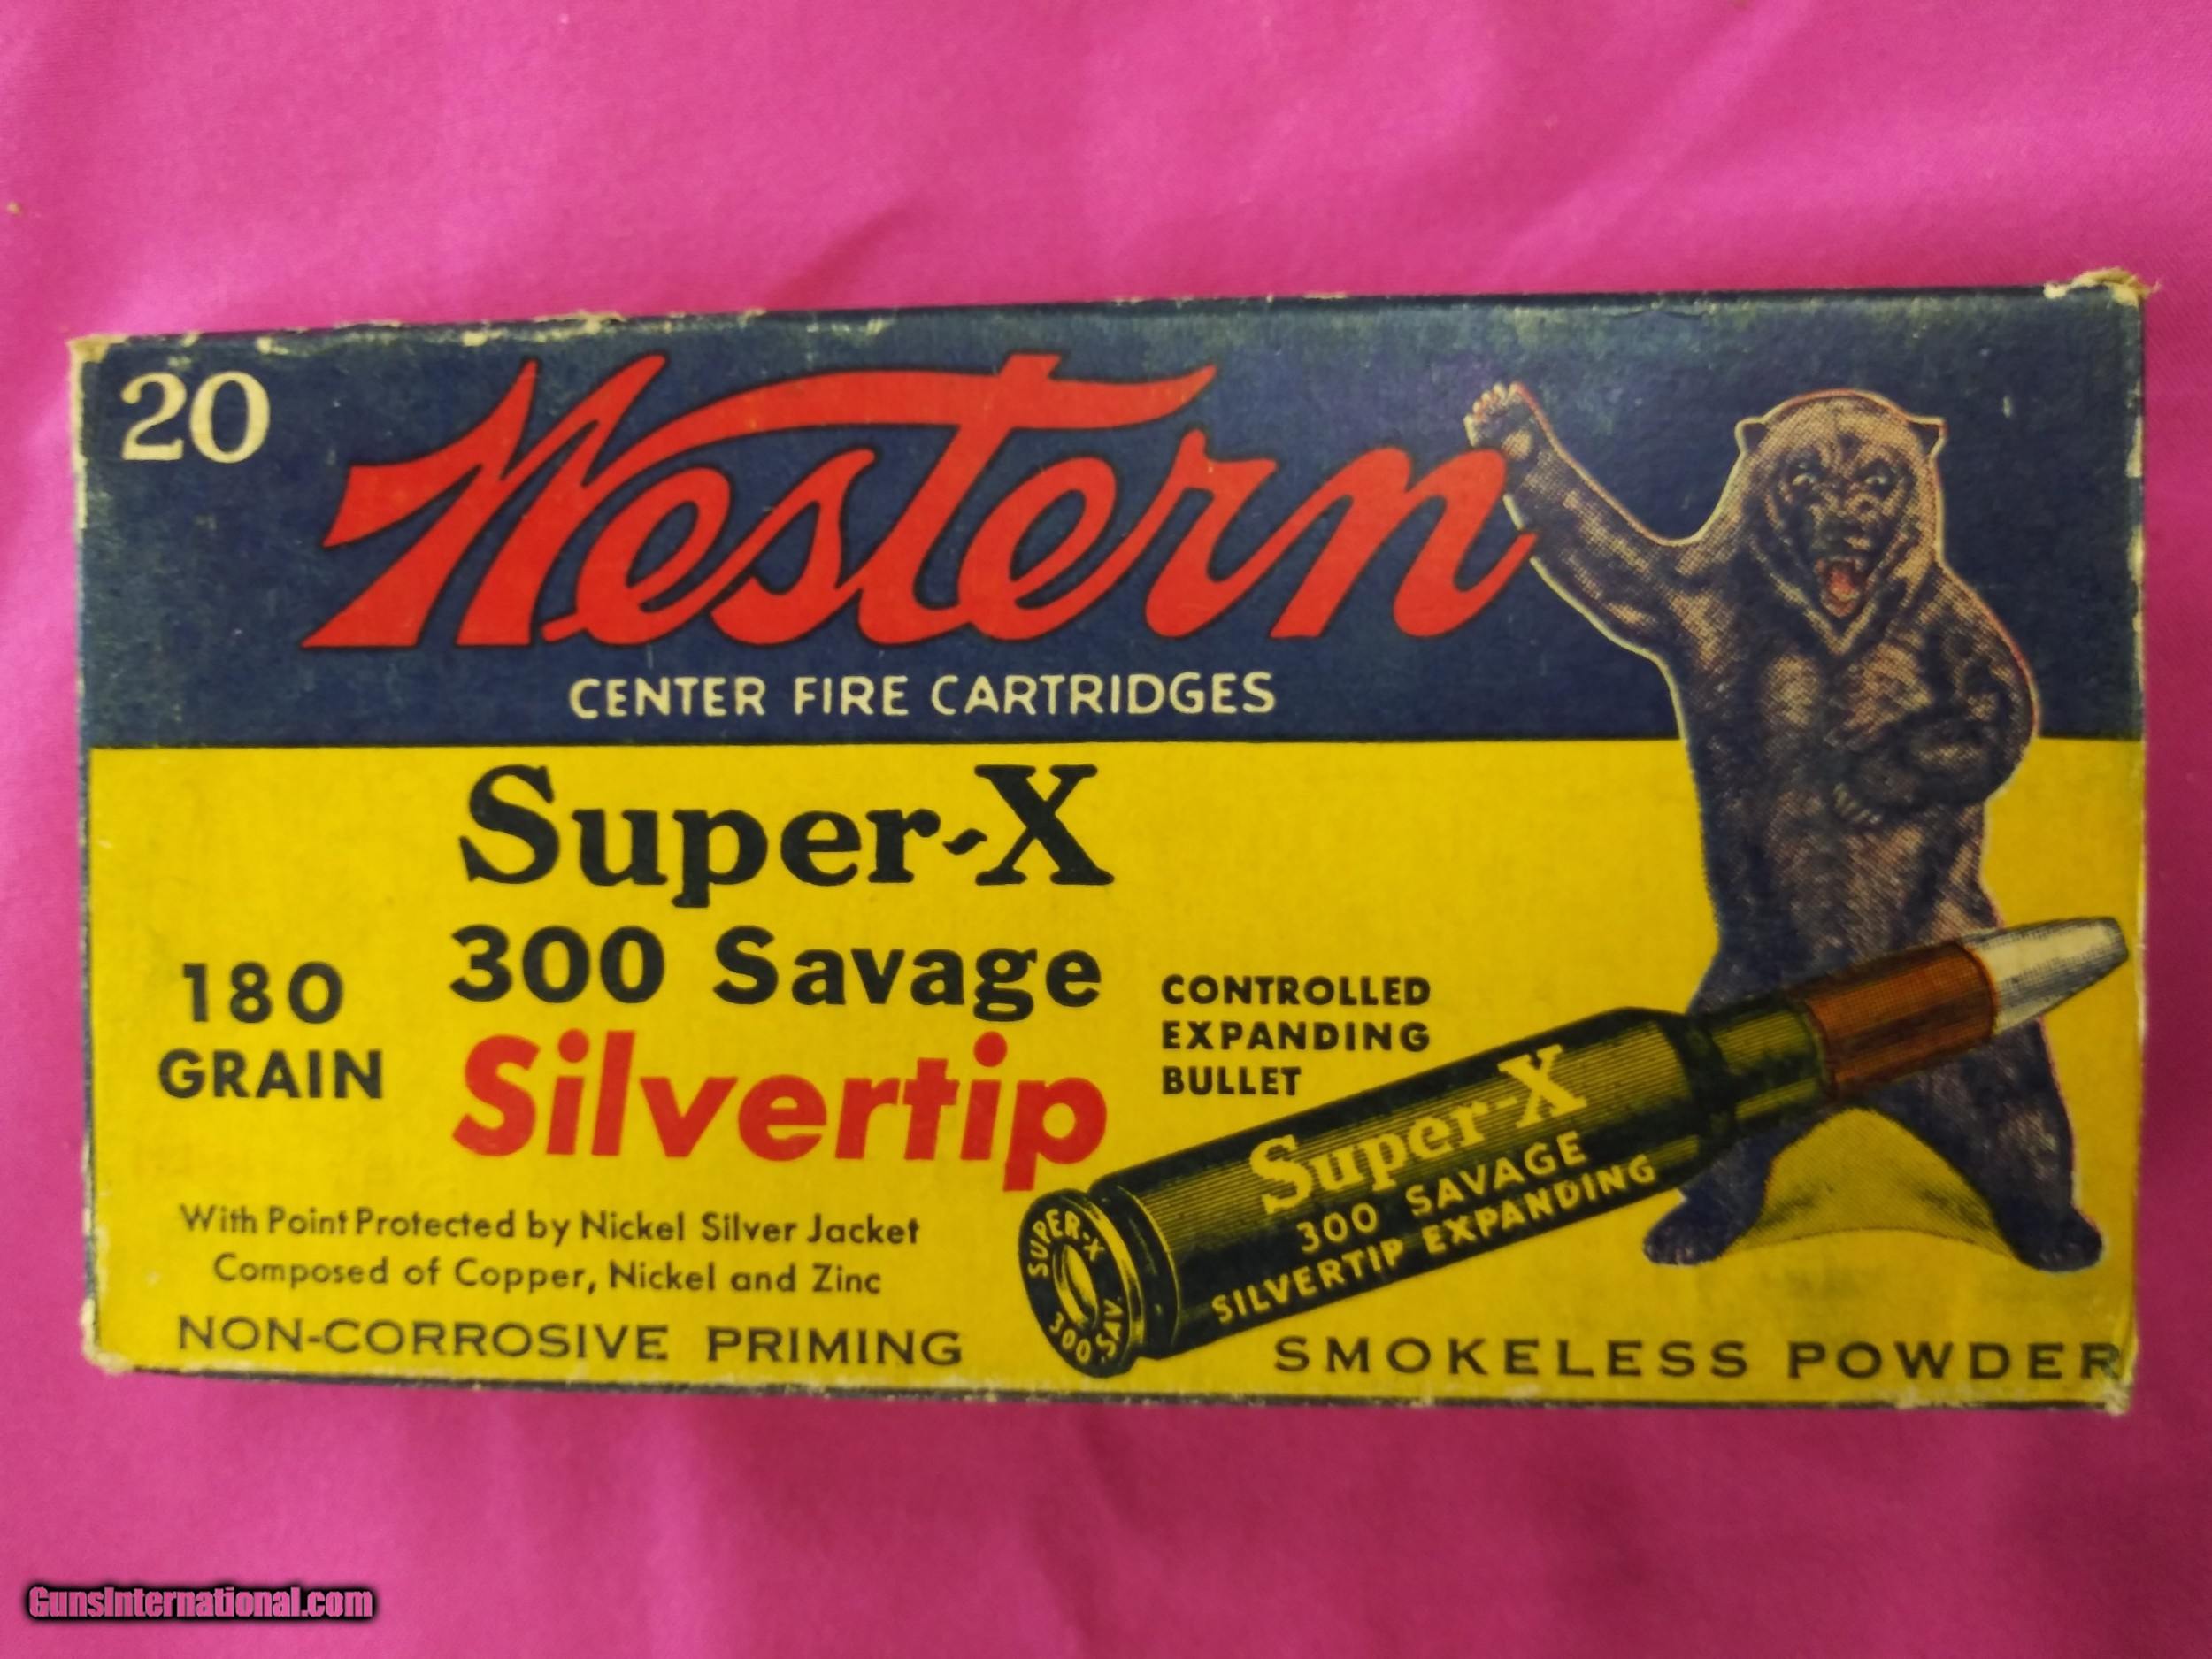 20
Western
CENTER FIRE CARTRIDGES
Super-X
300 Savage
Silvertip
180
GRAIN
CONTROLLED
EXPANDING
BULLET
With Point Protected by Nickel Silver Jacket
Composed of Copper, Nickel and Zinc
NON-CORROSIVE PRIMING
SUPER-X
300 SAV.
Super-X
300 SAVAGE
SILVERTIP EXPANDING
SMOKELESS POWDER
GunsInternational.com